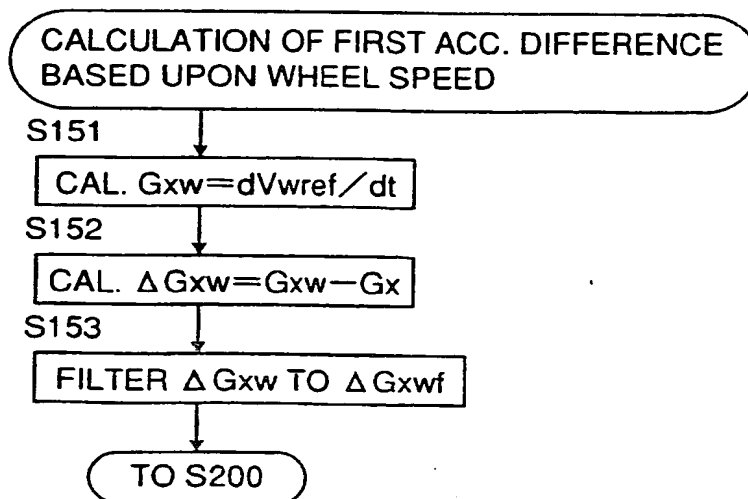 CALCULATION OF FIRST ACC. DIFFERENCE
BASED UPON WHEEL SPEED
S151
CAL. Gxw=dVwref/dt
S152
CAL. ΔGxw=Gxw−Gx
S153
FILTER ΔGxw TO ΔGxwf
TO S200